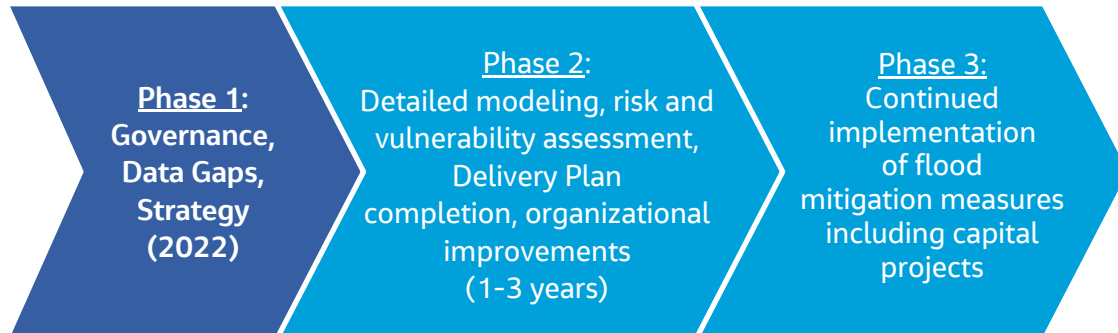 Phase 1:
Governance,
Data Gaps,
Strategy
(2022)
Phase 2:
Detailed modeling, risk and
vulnerability assessment,
Delivery Plan
completion, organizational
improvements
(1-3 years)
Phase 3:
Continued
implementation
of flood
mitigation measures
including capital
projects